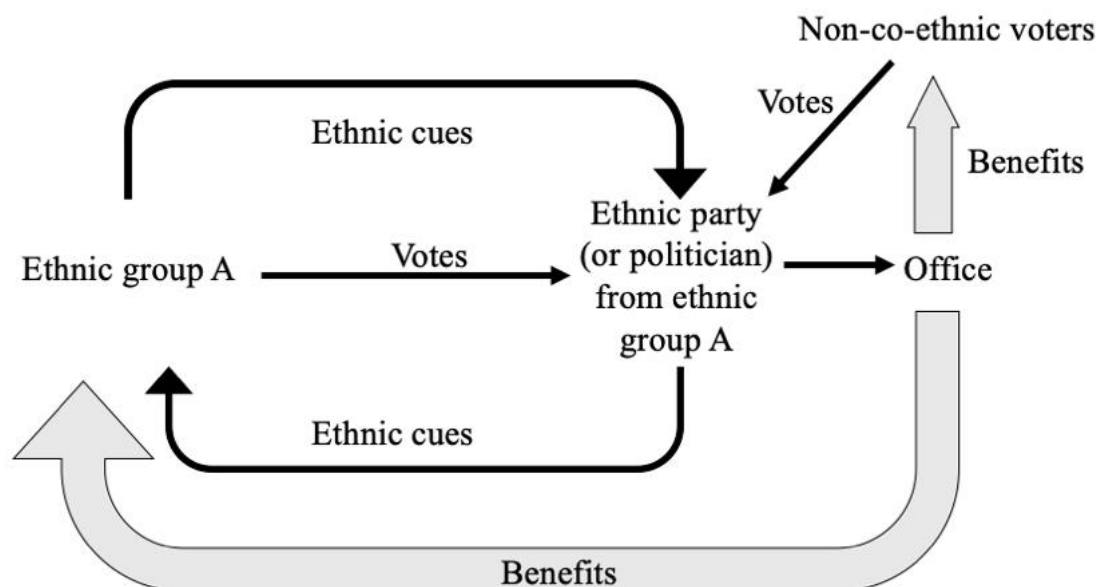 Non-co-ethnic voters
Votes
Ethnic cues
Benefits
Ethnic party
(or politician)
from ethnic
group A
Ethnic group A
Votes
Office
Ethnic cues
Benefits